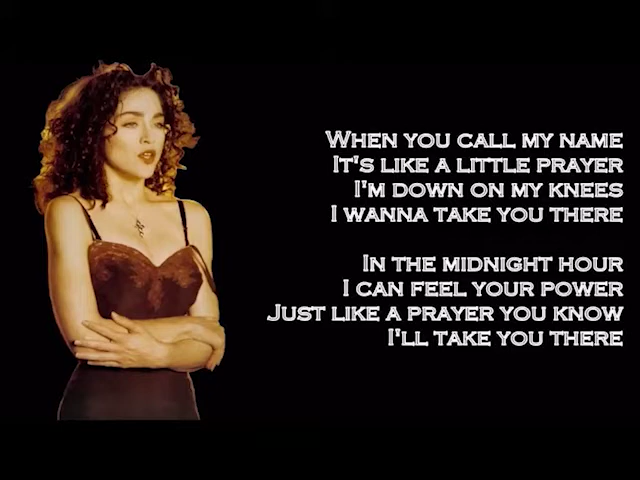 When you call my name
It's like a little prayer
I'm down on my knees
I wanna take you there
In the midnight hour
I can feel your power
Just like a prayer you know
I'll take you there